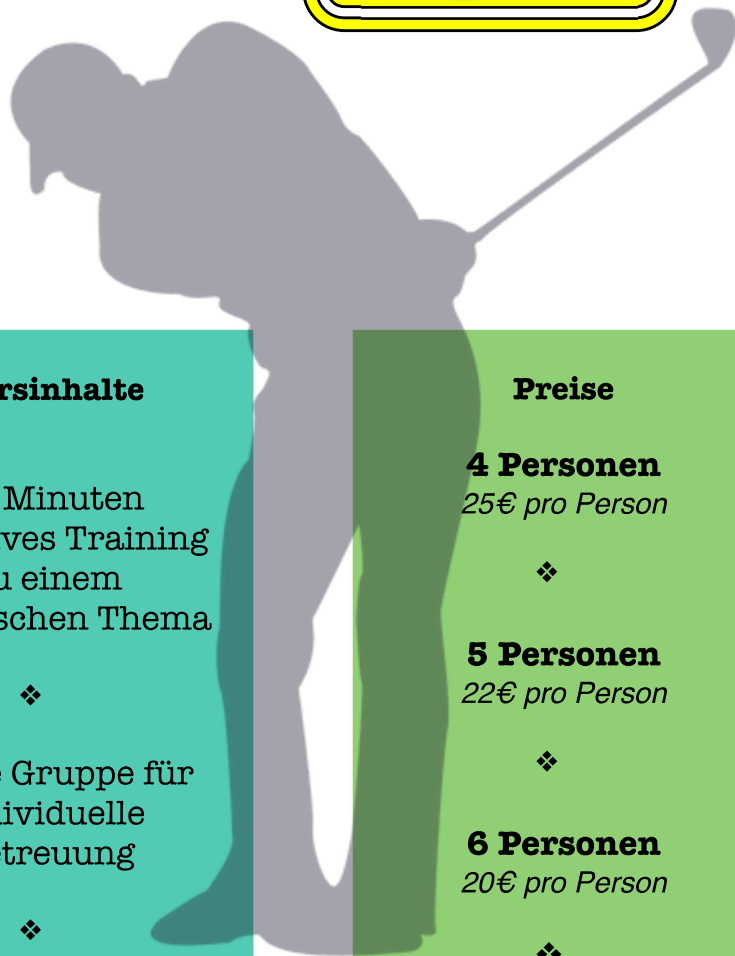 rsinhalte
Minuten
ves Training
u einem
schen Thema
❖
Gruppe für
ividuelle
treuung
❖
Preise
4 Personen
25€ pro Person
❖
5 Personen
22€ pro Person
❖
6 Personen
20€ pro Person
❖